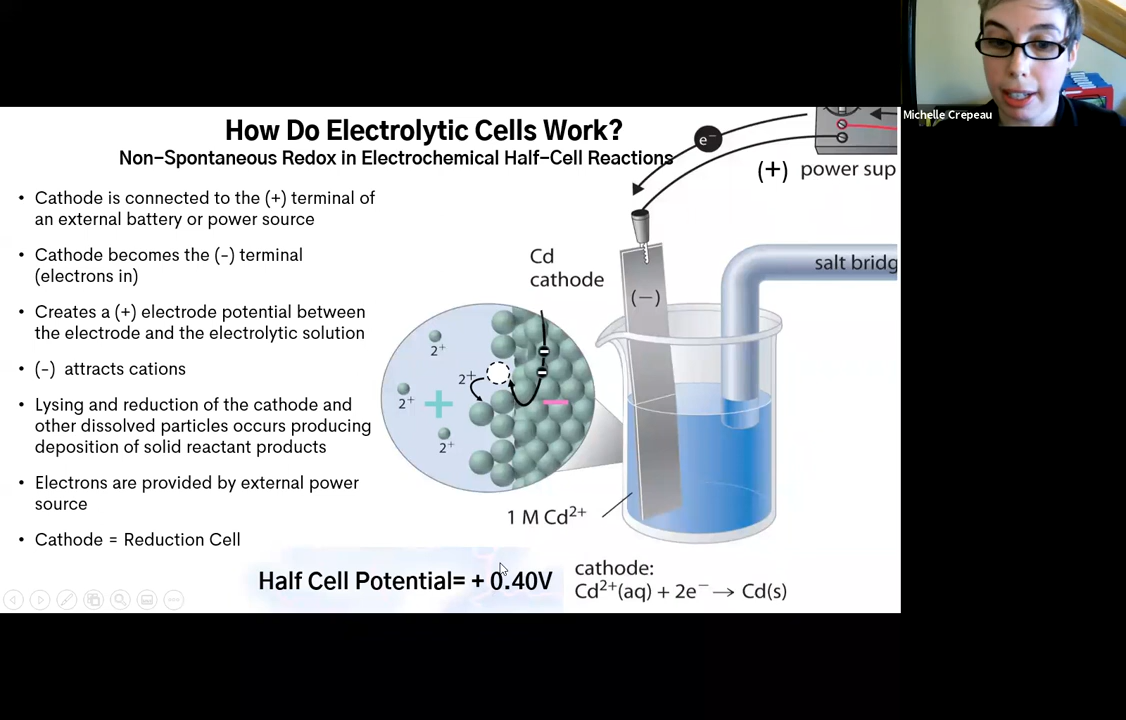 Michelle Crepeau
How Do Electrolytic Cells Work?
Non-Spontaneous Redox in Electrochemical Half-Cell Reactions
• Cathode is connected to the (+) terminal of
an external battery or power source
• Cathode becomes the (-) terminal
(electrons in)
• Creates a (+) electrode potential between
the electrode and the electrolytic solution
• (-) attracts cations
• Lysing and reduction of the cathode and
other dissolved particles occurs producing
deposition of solid reactant products
• Electrons are provided by external power
source
• Cathode = Reduction Cell
e⁻
(+) power sup
Cd
cathode
(−)
salt bridg
2⁺
2⁺
2⁺
2⁺
+
−
1 M Cd²⁺
Half Cell Potential= + 0.40V
cathode:
Cd²⁺(aq) + 2e⁻ → Cd(s)